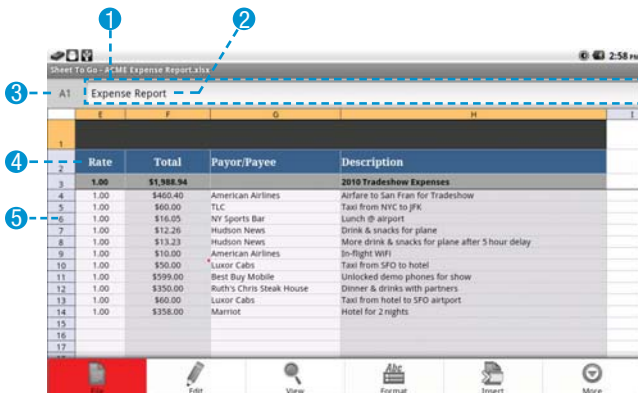 1 2
2:58 PM
Sheet To Go - ACME Expense Report.xlsx
3 A1 Expense Report
E F G H I
1
4 2 Rate Total Payor/Payee Description
3 1.00 $1,988.94 2010 Tradeshow Expenses
4 1.00 $460.40 American Airlines Airfare to San Fran for Tradeshow
5 1.00 $60.00 TLC Taxi from NYC to JFK
5 6 1.00 $16.05 NY Sports Bar Lunch @ airport
7 1.00 $12.26 Hudson News Drink & snacks for plane
8 1.00 $13.23 Hudson News More drink & snacks for plane after 5 hour delay
9 1.00 $10.00 American Airlines In-flight WiFi
10 1.00 $50.00 Luxor Cabs Taxi from SFO to hotel
11 1.00 $599.00 Best Buy Mobile Unlocked demo phones for show
12 1.00 $350.00 Ruth's Chris Steak House Dinner & drinks with partners
13 1.00 $60.00 Luxor Cabs Taxi from hotel to SFO airtport
14 1.00 $358.00 Marriot Hotel for 2 nights
15
16
17
File Edit View Format Insert More